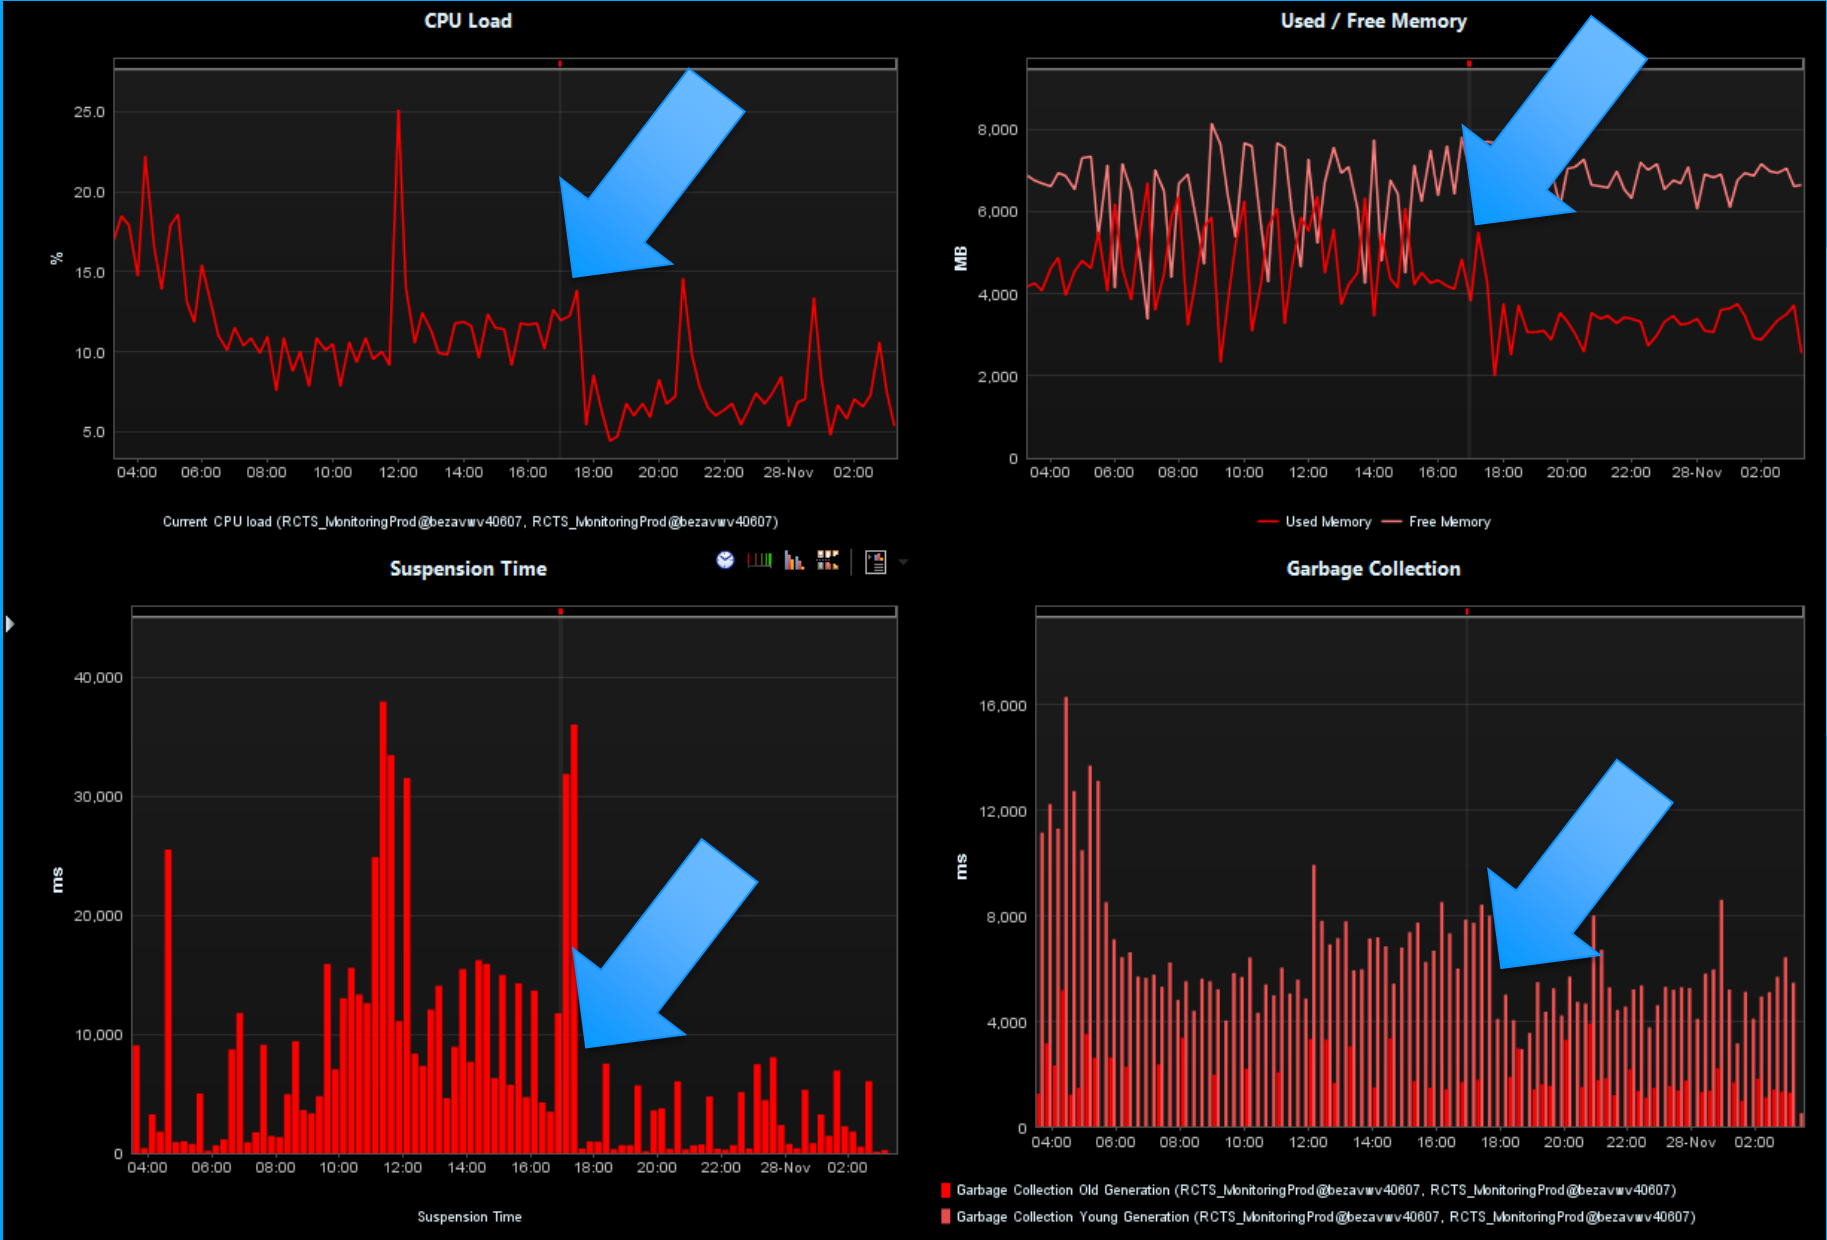 CPU Load
25.0
20.0
15.0
10.0
5.0
%
04:00 06:00 08:00 10:00 12:00 14:00 16:00 18:00 20:00 22:00 28-Nov 02:00
Current CPU load (RCTS_MonitoringProd@bezavwv40607, RCTS_MonitoringProd@bezavwv40607)
Used / Free Memory
8,000
6,000
4,000
2,000
0
MB
04:00 06:00 08:00 10:00 12:00 14:00 16:00 18:00 20:00 22:00 28-Nov 02:00
Used Memory Free Memory
Suspension Time
40,000
30,000
20,000
10,000
0
ms
04:00 06:00 08:00 10:00 12:00 14:00 16:00 18:00 20:00 22:00 28-Nov 02:00
Suspension Time
Garbage Collection
16,000
12,000
8,000
4,000
0
ms
04:00 06:00 08:00 10:00 12:00 14:00 16:00 18:00 20:00 22:00 28-Nov 02:00
Garbage Collection Old Generation (RCTS_MonitoringProd@bezavwv40607, RCTS_MonitoringProd@bezavwv40607)
Garbage Collection Young Generation (RCTS_MonitoringProd@bezavwv40607, RCTS_MonitoringProd@bezavwv40607)